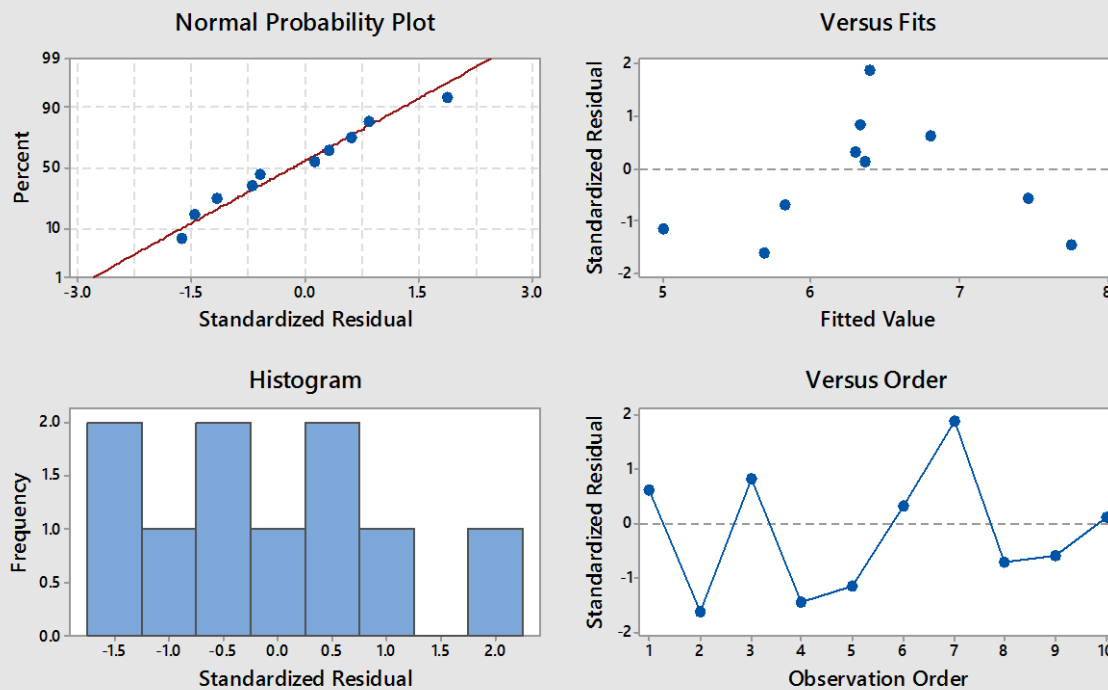 Normal Probability Plot
99
90
50
10
1
Percent
-3.0 -1.5 0.0 1.5 3.0
Standardized Residual
Versus Fits
2
1
0
-1
-2
Standardized Residual
5 6 7 8
Fitted Value
Histogram
2.0
1.5
1.0
0.5
0.0
Frequency
-1.5 -1.0 -0.5 0.0 0.5 1.0 1.5 2.0
Standardized Residual
Versus Order
2
1
0
-1
-2
Standardized Residual
1 2 3 4 5 6 7 8 9 10
Observation Order